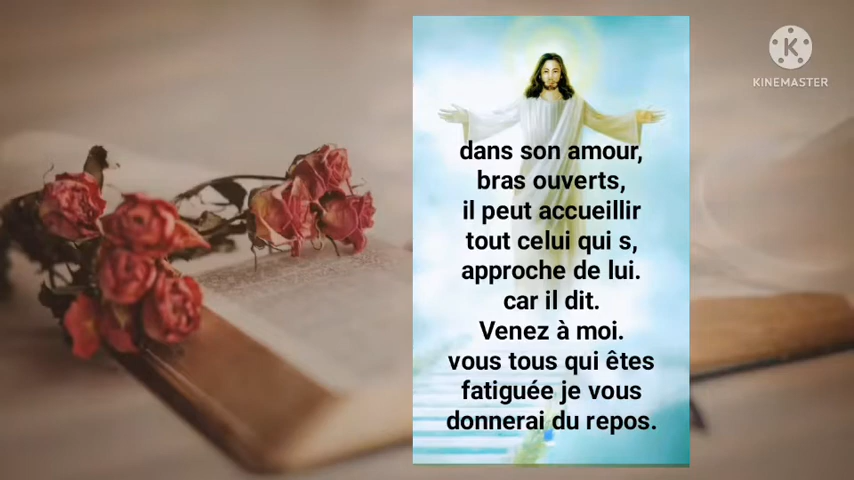 KINEMASTER
dans son amour,
bras ouverts,
il peut accueillir
tout celui qui s,
approche de lui.
car il dit.
Venez à moi.
vous tous qui êtes
fatiguée je vous
donnerai du repos.